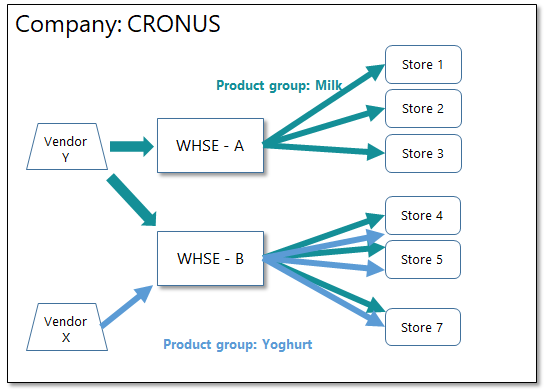 Company: CRONUS
Product group: Milk
Store 1
Store 2
Store 3
Vendor
Y
WHSE - A
Store 4
Store 5
WHSE - B
Vendor
X
Store 7
Product group: Yoghurt